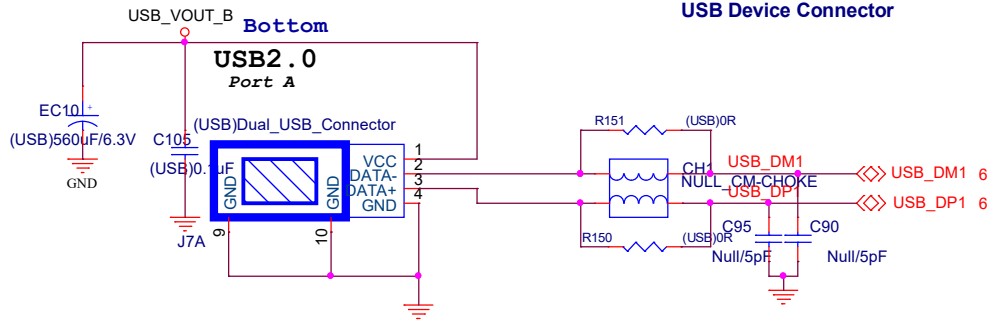 USB Device Connector
USB_VOUT_B
Bottom
USB2.0
Port A
EC10
+
(USB)560uF/6.3V
C105
(USB)0.1uF
GND
(USB)Dual_USB_Connector
VCC 1
DATA- 2
DATA+ 3
GND 4
GND
GND
9
10
J7A
R151
(USB)0R
CH1
NULL_CM-CHOKE
USB_DM1
USB_DP1
USB_DM1 6
USB_DP1 6
R150
(USB)0R
C95
C90
Null/5pF
Null/5pF